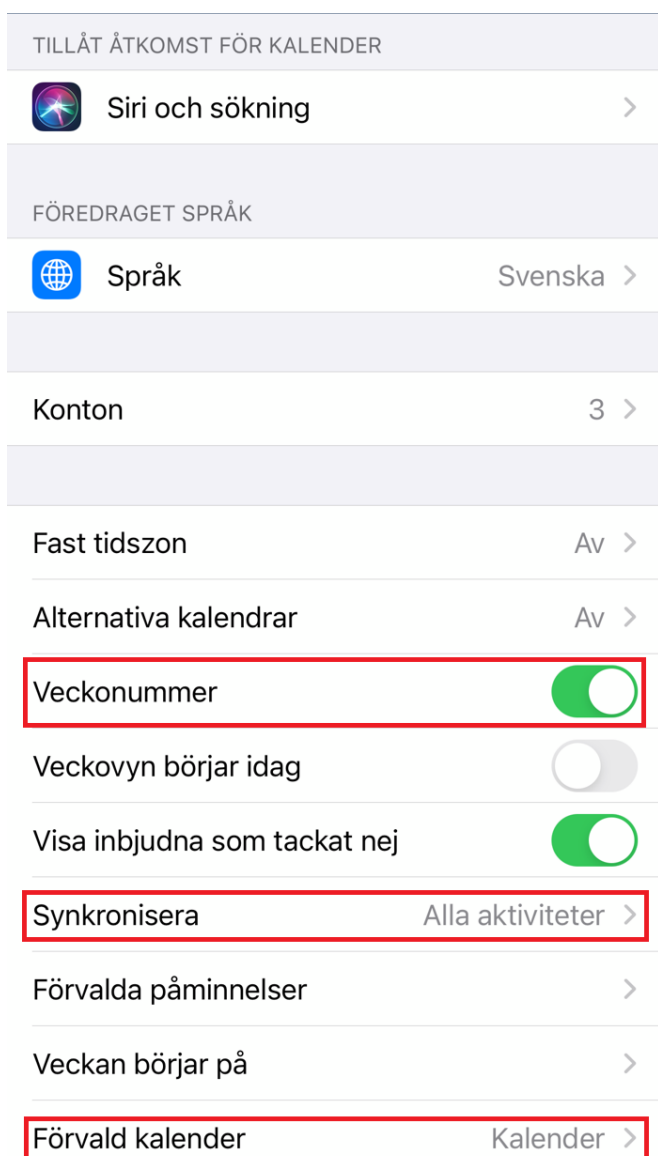 TILLÅT ÅTKOMST FÖR KALENDER
Siri och sökning
FÖREDRAGET SPRÅK
Språk Svenska
Konton 3
Fast tidszon Av
Alternativa kalendrar Av
Veckonummer
Veckovyn börjar idag
Visa inbjudna som tackat nej
Synkronisera Alla aktiviteter
Förvalda påminnelser
Veckan börjar på
Förvald kalender Kalender